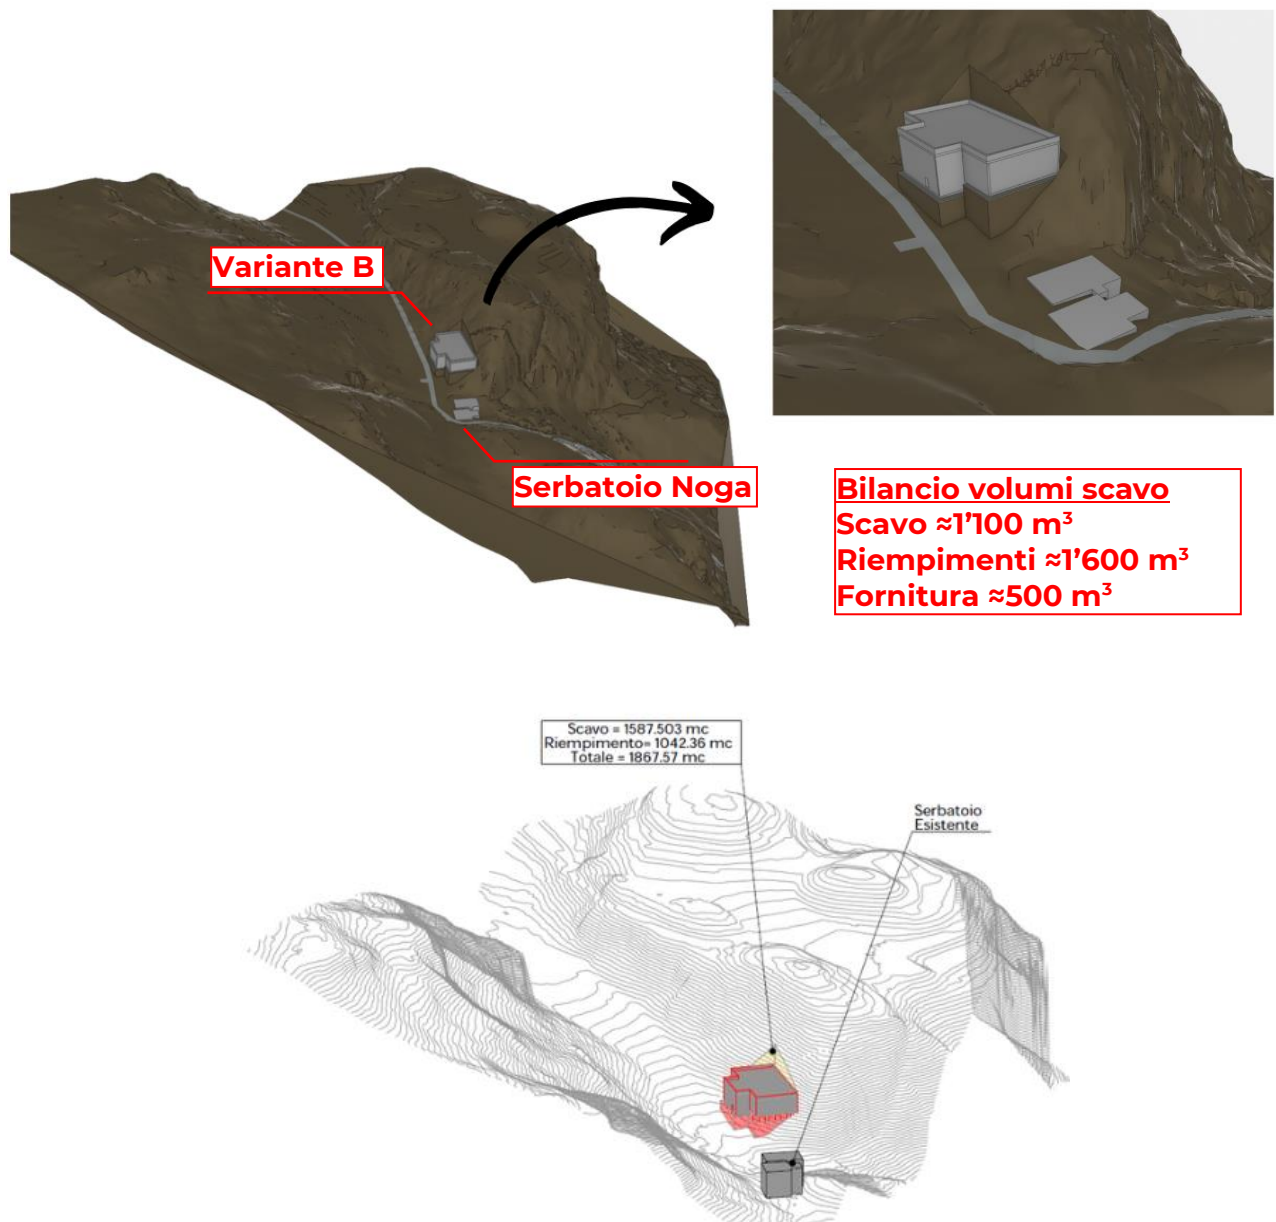 Variante B
Serbatoio Noga
Bilancio volumi scavo
Scavo ≈1’100 m³
Riempimenti ≈1’600 m³
Fornitura ≈500 m³
Scavo = 1587.503 mc
Riempimento= 1042.36 mc
Totale = 1867.57 mc
Serbatoio
Esistente